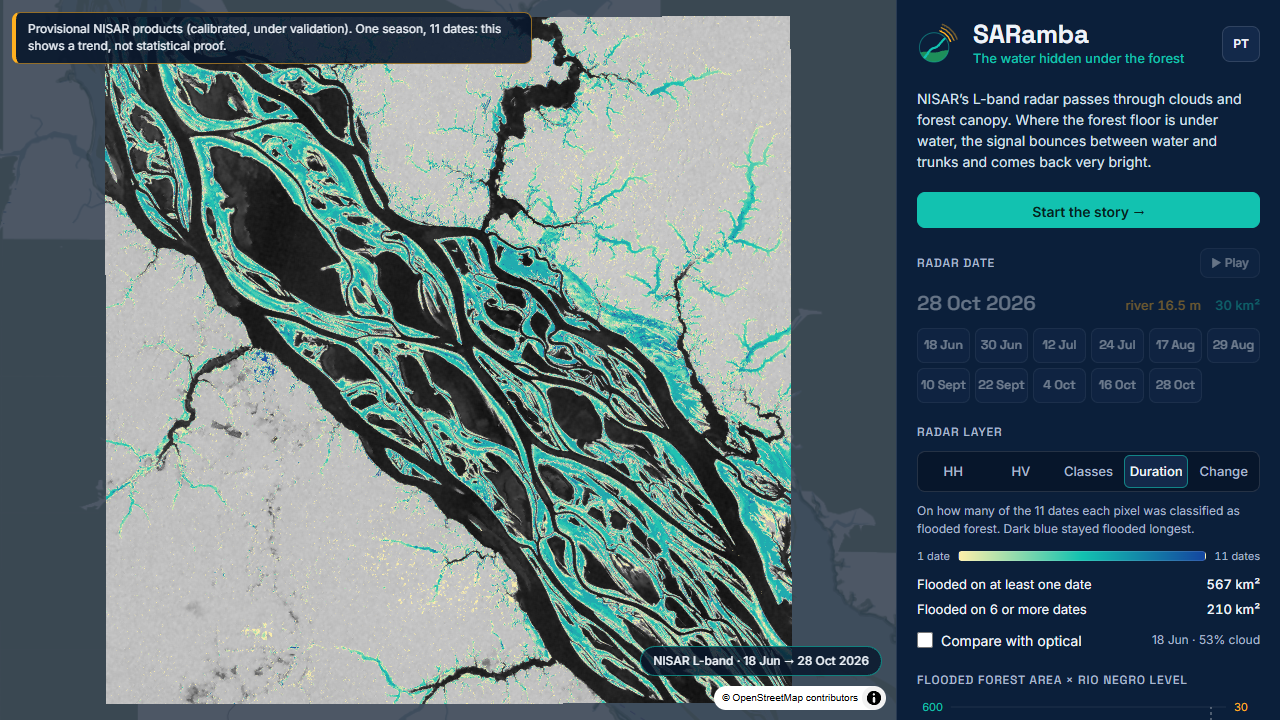 Provisional NISAR products (calibrated, under validation). One season, 11 dates: this
shows a trend, not statistical proof.
NISAR L-band · 18 Jun → 28 Oct 2026
© OpenStreetMap contributors
SARamba
The water hidden under the forest
PT
NISAR's L-band radar passes through clouds and
forest canopy. Where the forest floor is under
water, the signal bounces between water and
trunks and comes back very bright.
Start the story →
RADAR DATE
▶ Play
28 Oct 2026
river 16.5 m 30 km²
18 Jun 30 Jun 12 Jul 24 Jul 17 Aug 29 Aug
10 Sept 22 Sept 4 Oct 16 Oct 28 Oct
RADAR LAYER
HH HV Classes Duration Change
On how many of the 11 dates each pixel was classified as
flooded forest. Dark blue stayed flooded longest.
1 date 11 dates
Flooded on at least one date 567 km²
Flooded on 6 or more dates 210 km²
Compare with optical 18 Jun · 53% cloud
FLOODED FOREST AREA × RIO NEGRO LEVEL
600 30